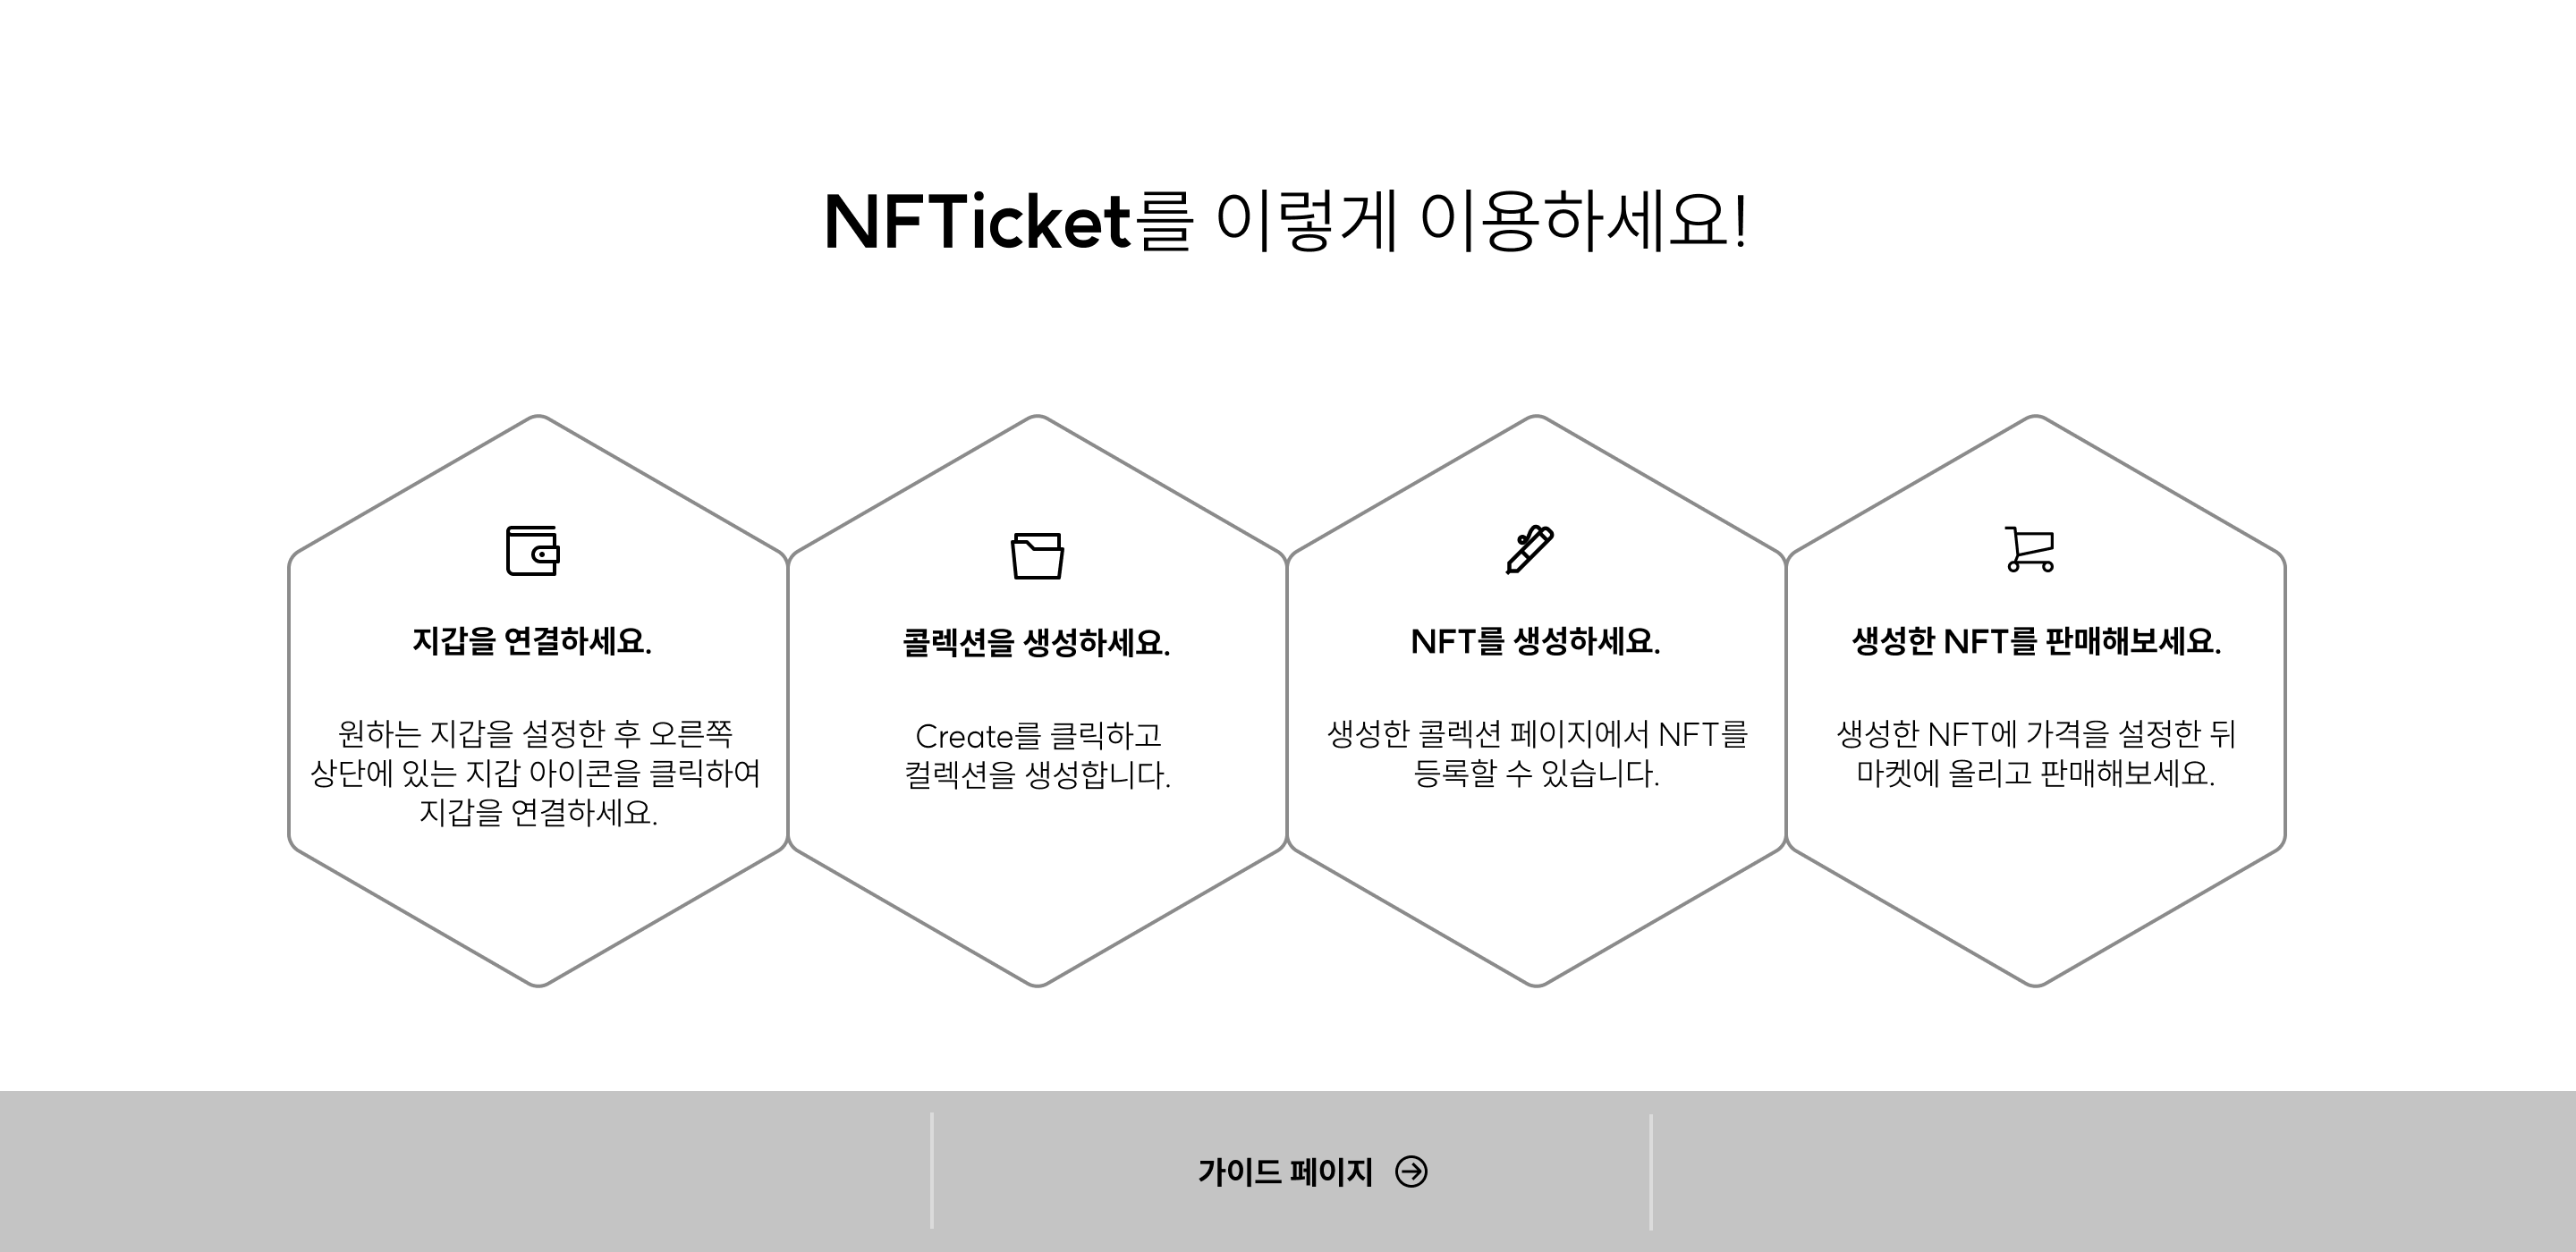 NFTicket를 이렇게 이용하세요!
지갑을 연결하세요.
원하는 지갑을 설정한 후 오른쪽
상단에 있는 지갑 아이콘을 클릭하여
지갑을 연결하세요.
콜렉션을 생성하세요.
Create를 클릭하고
컬렉션을 생성합니다.
NFT를 생성하세요.
생성한 콜렉션 페이지에서 NFT를
등록할 수 있습니다.
생성한 NFT를 판매해보세요.
생성한 NFT에 가격을 설정한 뒤
마켓에 올리고 판매해보세요.
가이드 페이지